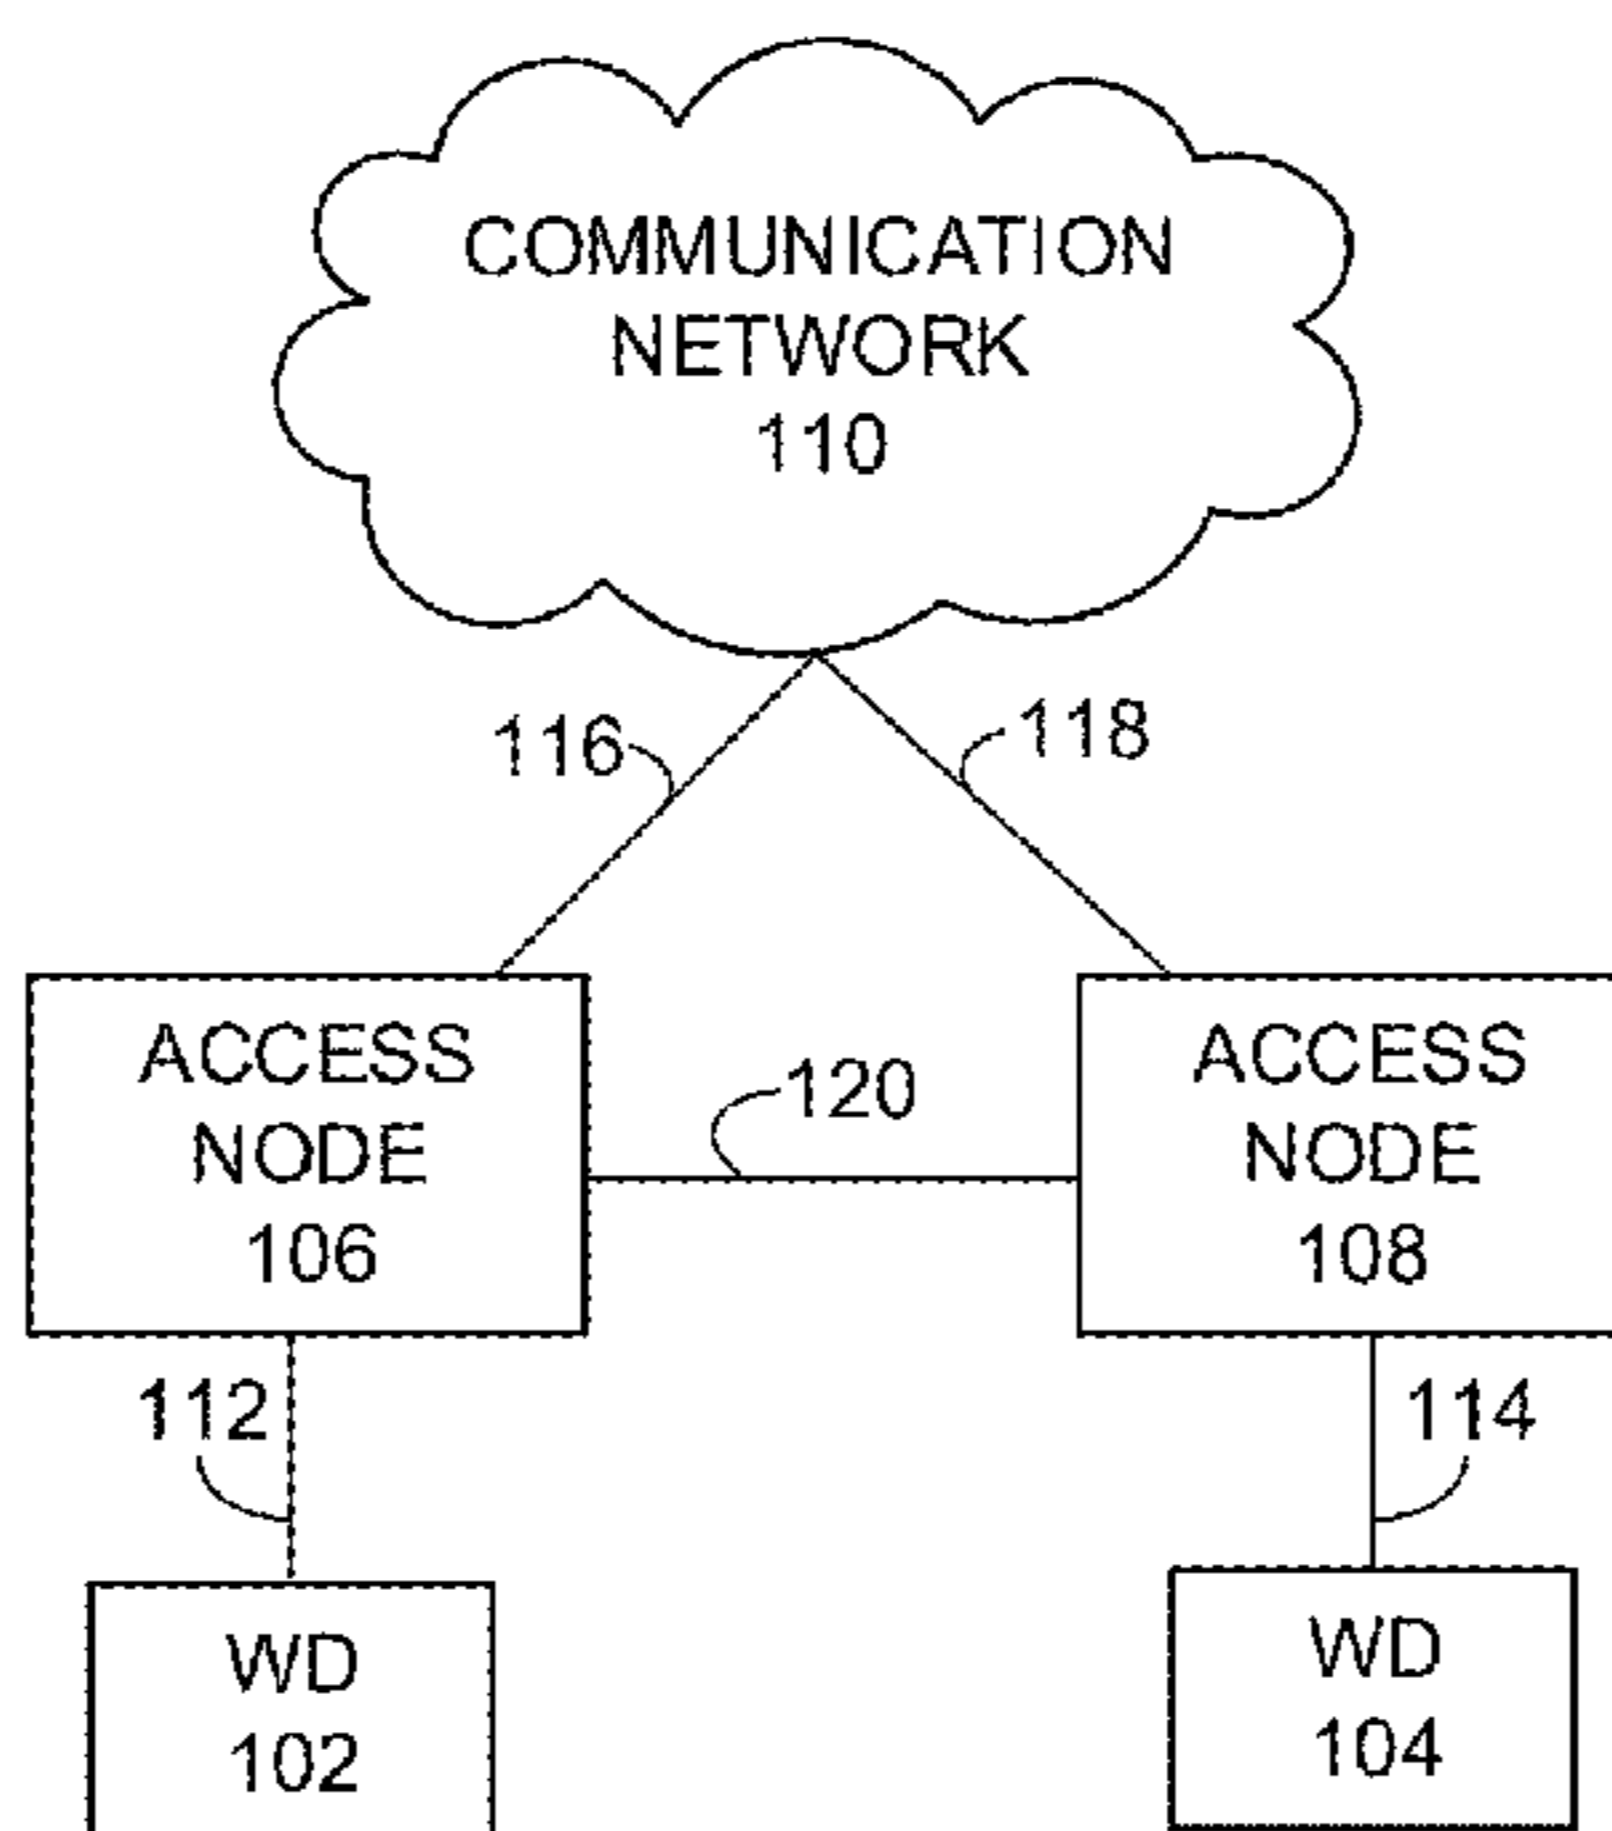 COMMUNICATION
NETWORK
110
116
118
ACCESS
NODE
106
120
ACCESS
NODE
108
112
114
WD
102
WD
104